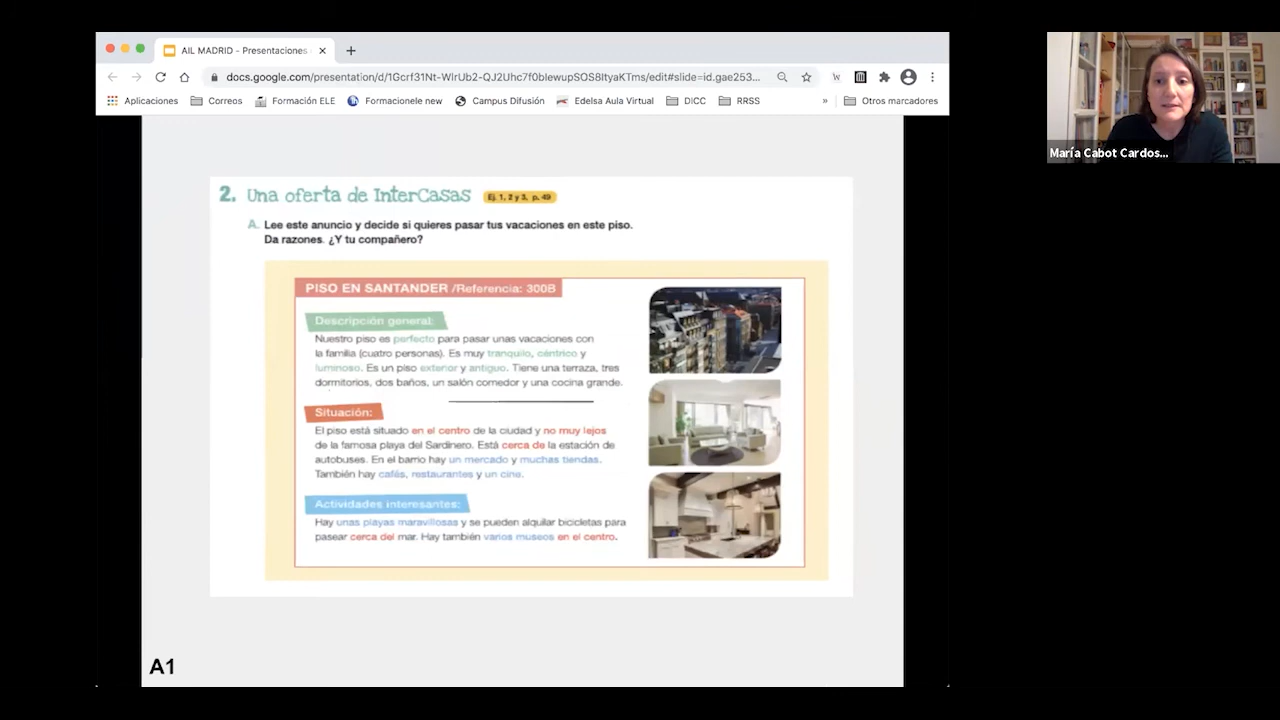 AIL MADRID - Presentaciones
docs.google.com/presentation/d/1Gcrf31Nt-WIrUb2-QJ2Uhc7f0blewupSOS8ItyaKTms/edit#slide=id.gae253...
Aplicaciones Correos Formación ELE Formacionele new Campus Difusión Edelsa Aula Virtual DICC RRSS » Otros marcadores
María Cabot Cardos...
2. Una oferta de InterCasas Ej. 1, 2 y 3, p. 49
A. Lee este anuncio y decide si quieres pasar tus vacaciones en este piso.
Da razones. ¿Y tu compañero?
PISO EN SANTANDER /Referencia: 300B
Descripción general:
Nuestro piso es perfecto para pasar unas vacaciones con
la familia (cuatro personas). Es muy tranquilo, céntrico y
luminoso. Es un piso exterior y antiguo. Tiene una terraza, tres
dormitorios, dos baños, un salón comedor y una cocina grande.
Situación:
El piso está situado en el centro de la ciudad y no muy lejos
de la famosa playa del Sardinero. Está cerca de la estación de
autobuses. En el barrio hay un mercado y muchas tiendas.
También hay cafés, restaurantes y un cine.
Actividades interesantes:
Hay unas playas maravillosas y se pueden alquilar bicicletas para
pasear cerca del mar. Hay también varios museos en el centro.
A1